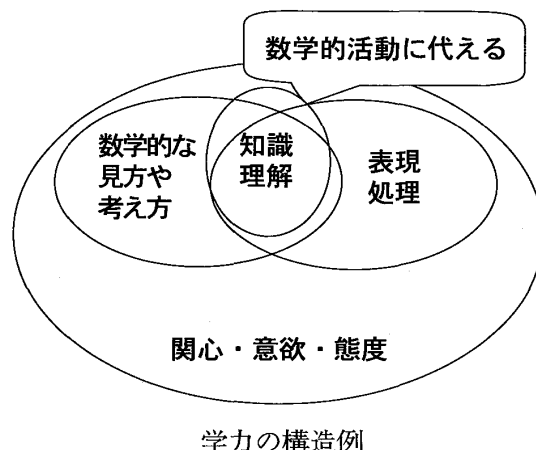 数学的活動に代える
数学的な
見方や
考え方
知識
理解
表現
処理
関心・意欲・態度
学力の構造例